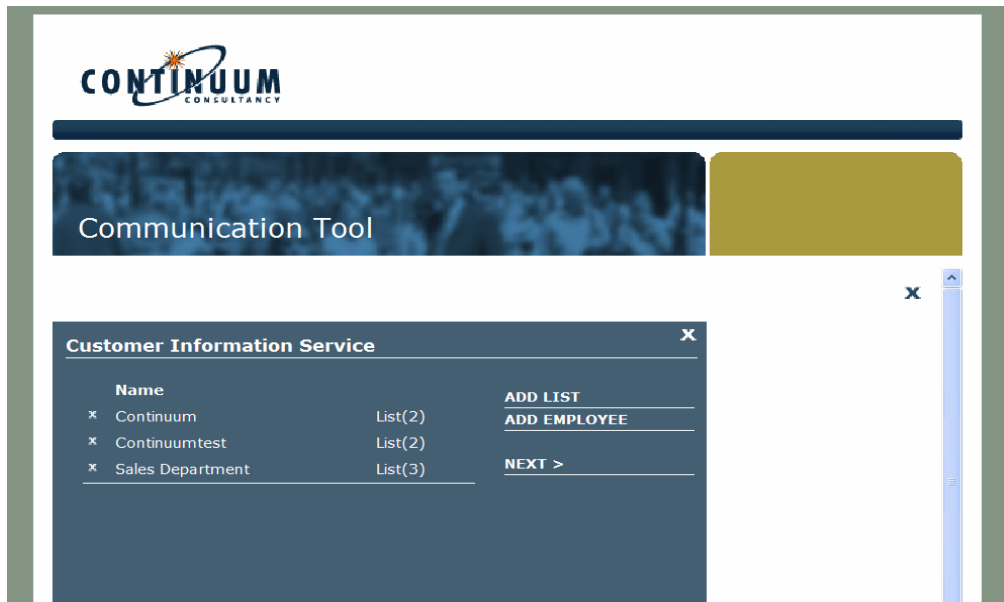 CONTINUUM
CONSULTANCY
Communication Tool
x
Customer Information Service x
Name
x Continuum List(2)
x Continuumtest List(2)
x Sales Department List(3)
ADD LIST
ADD EMPLOYEE
NEXT >